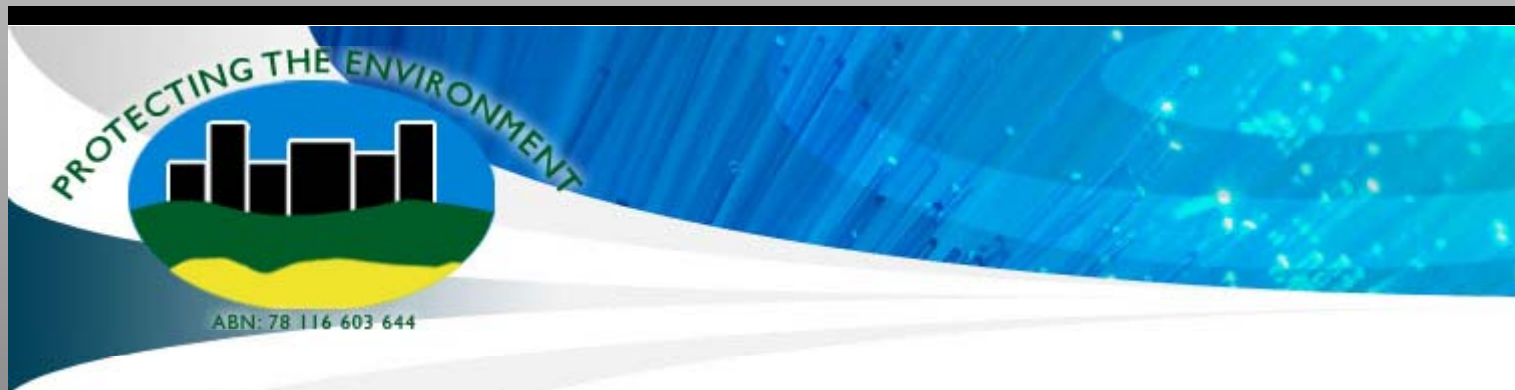 PROTECTING THE ENVIRONMENT
ABN: 78 116 603 644